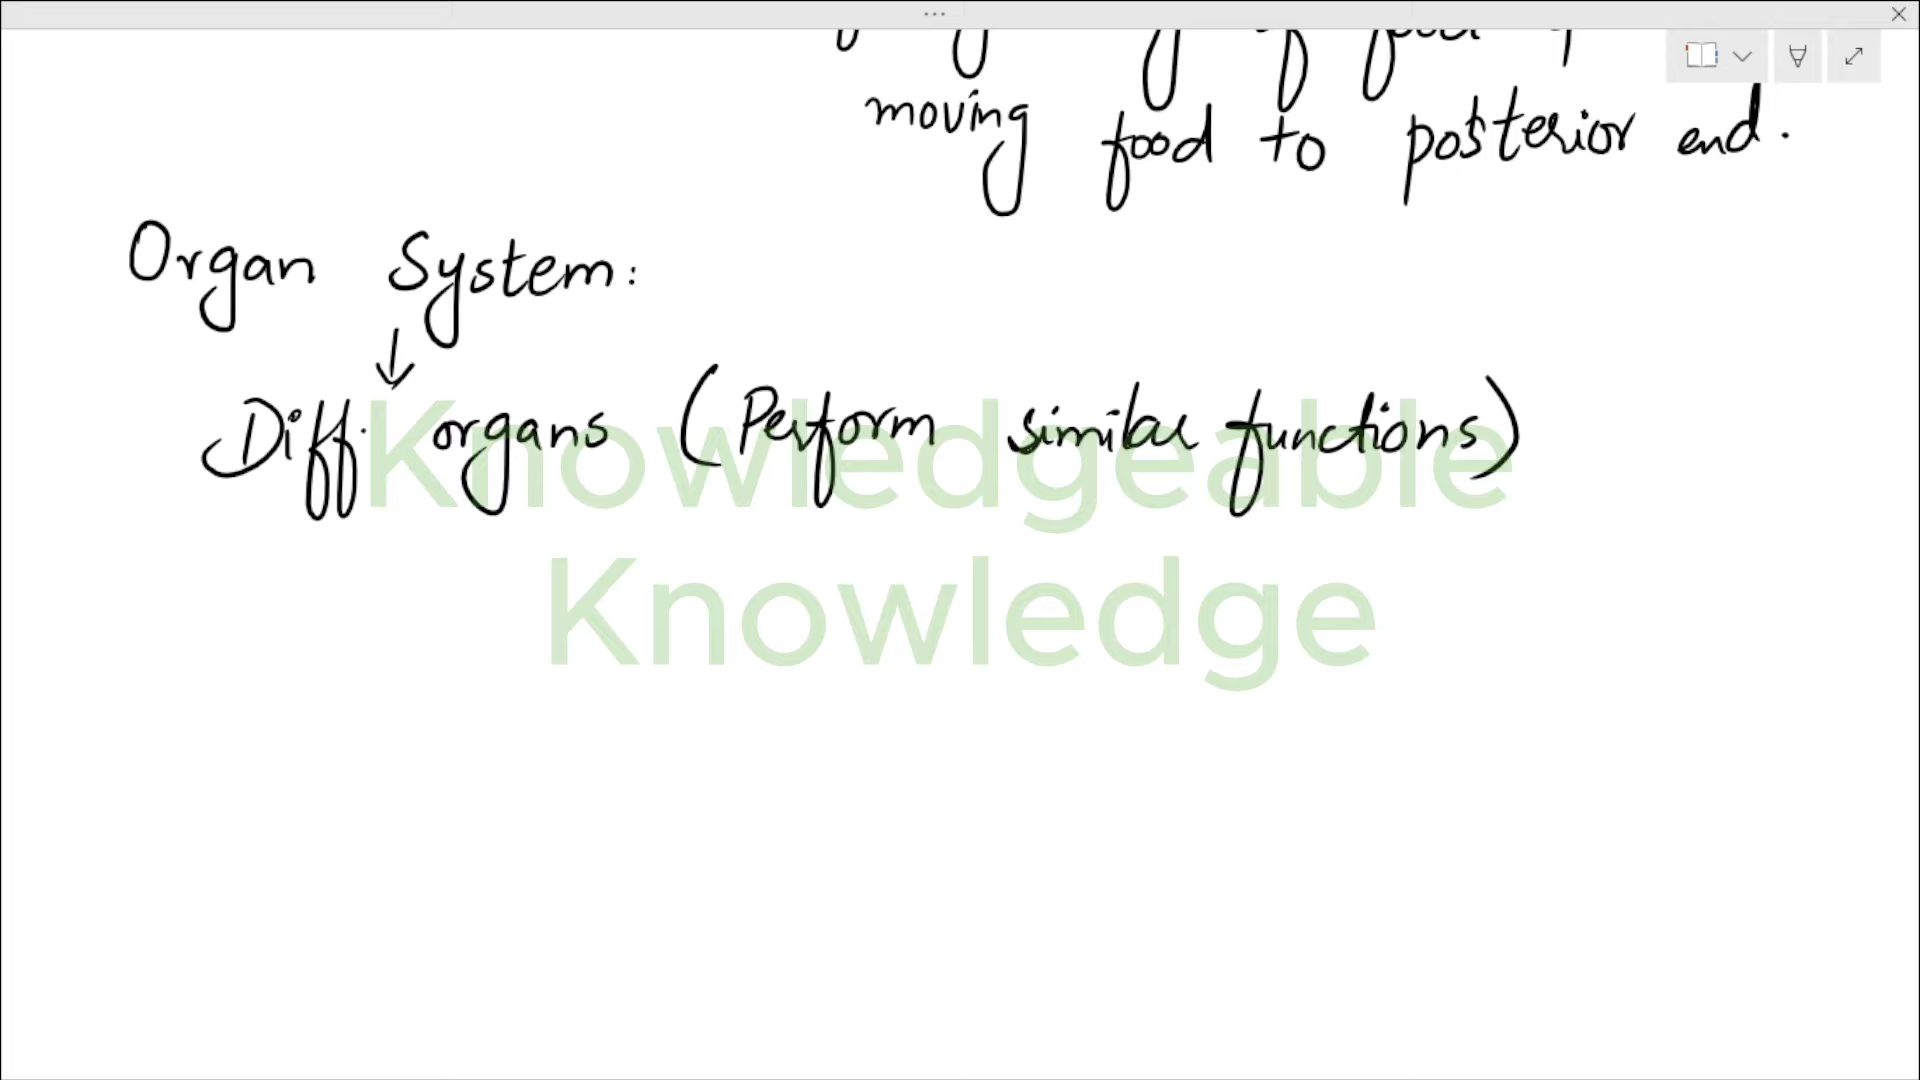 moving food to posterior end.
Organ System:
Diff. organs (Perform similar functions)
Knowledgeable
Knowledge